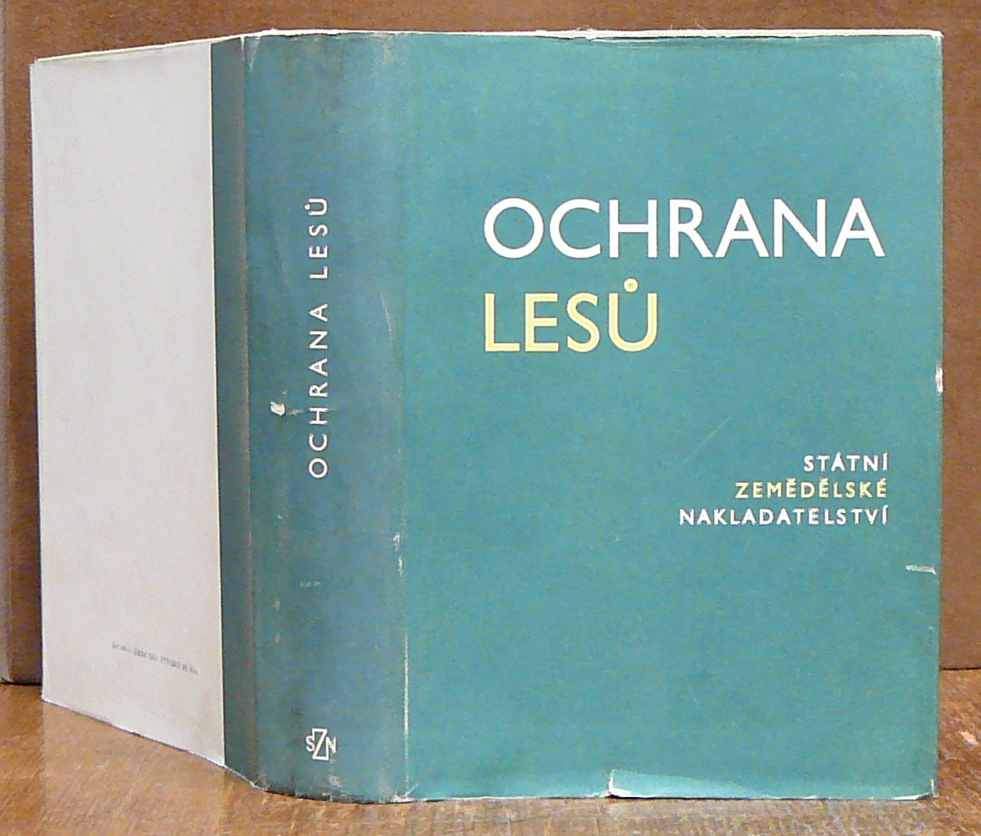 OCHRANA LESŮ
SZN
OCHRANA
LESŮ
STÁTNÍ
ZEMĚDĚLSKÉ
NAKLADATELSTVÍ